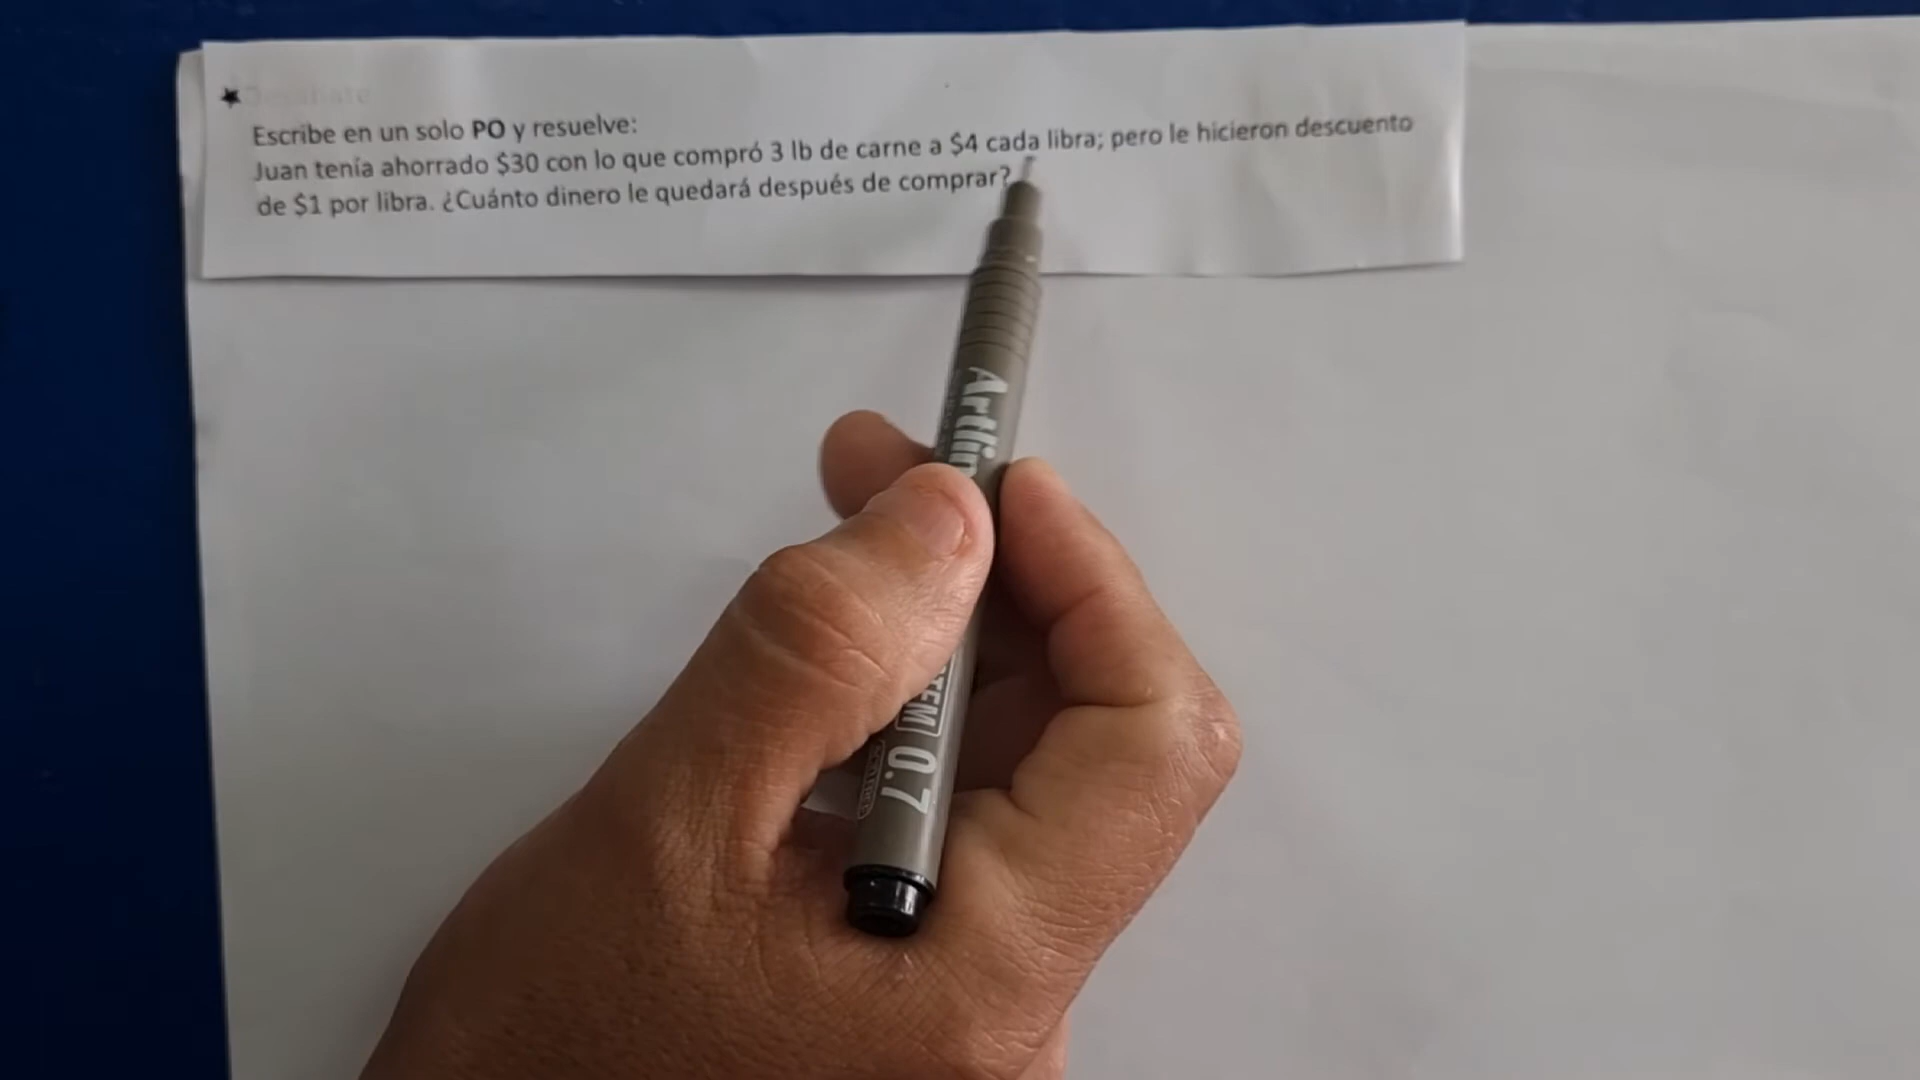 Escribe en un solo PO y resuelve:
Juan tenía ahorrado $30 con lo que compró 3 lb de carne a $4 cada libra; pero le hicieron descuento
de $1 por libra. ¿Cuánto dinero le quedará después de comprar?
Artlin
STEM 0.7